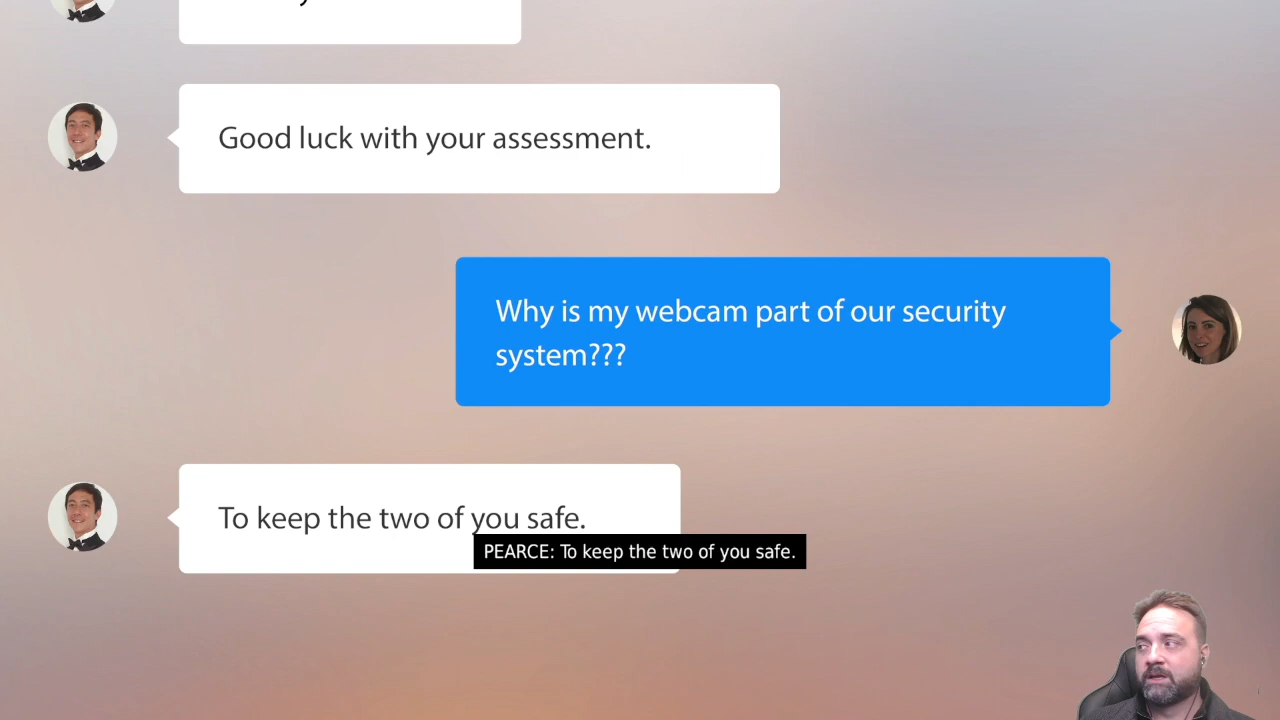 Good luck with your assessment.
Why is my webcam part of our security
system???
To keep the two of you safe.
PEARCE: To keep the two of you safe.